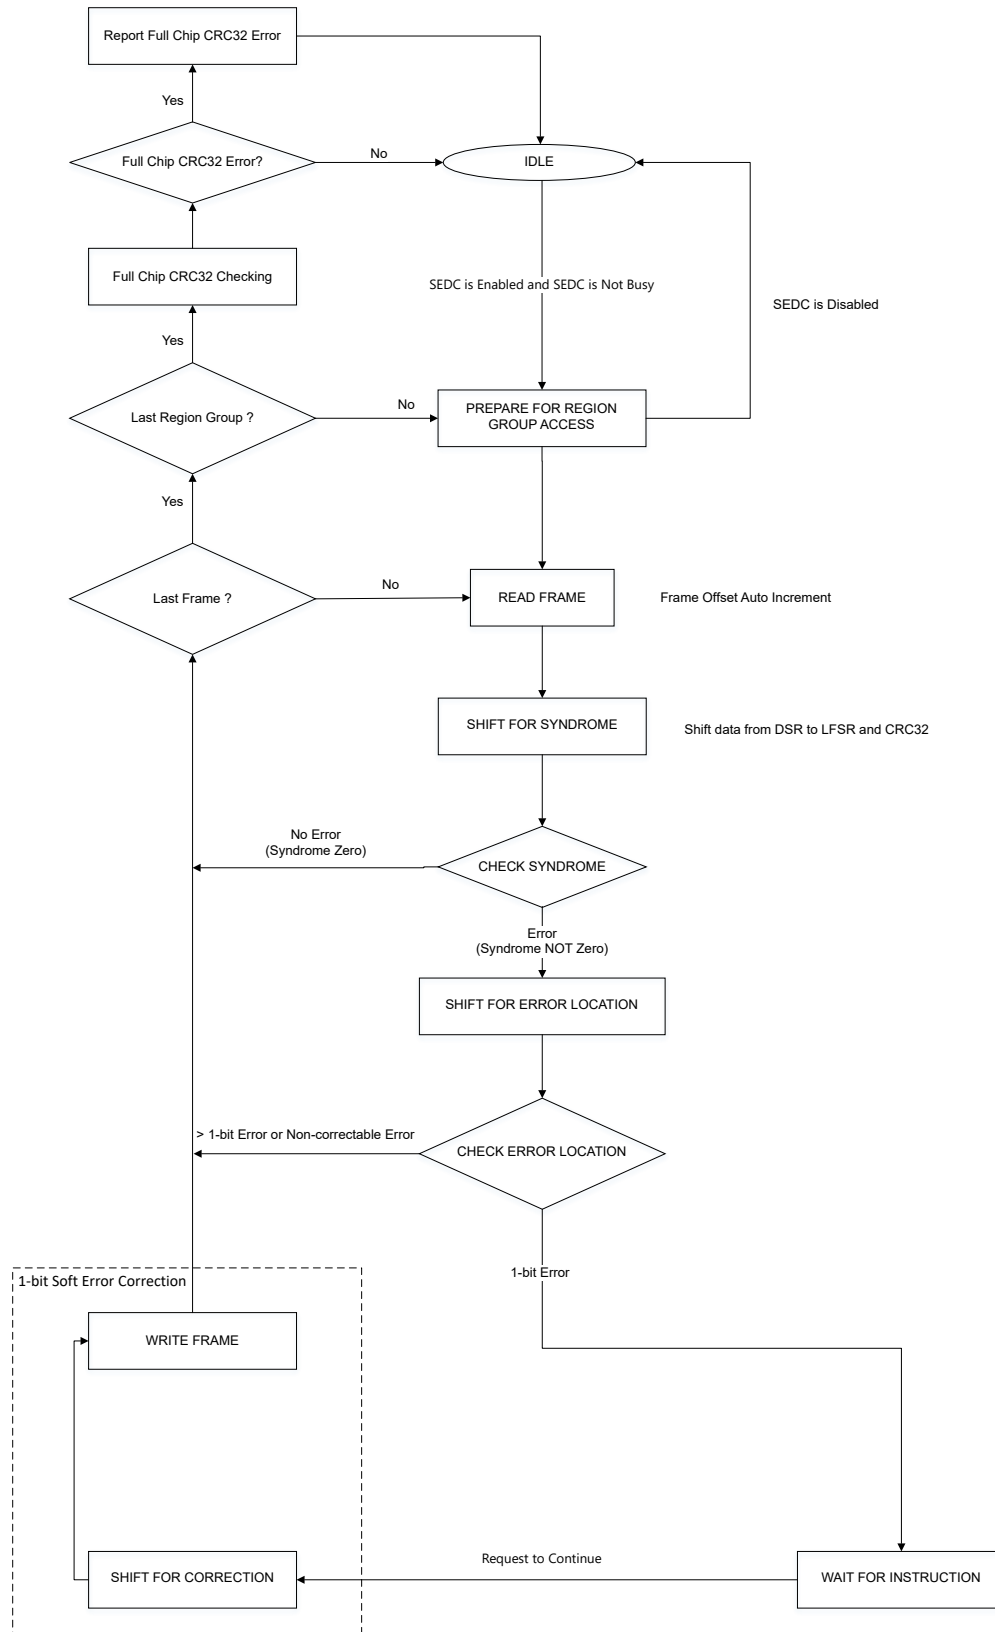 Report Full Chip CRC32 Error
Yes
Full Chip CRC32 Error?
No
IDLE
Full Chip CRC32 Checking
SEDC is Enabled and SEDC is Not Busy
SEDC is Disabled
Yes
Last Region Group ?
No
PREPARE FOR REGION
GROUP ACCESS
Yes
Last Frame ?
No
READ FRAME
Frame Offset Auto Increment
SHIFT FOR SYNDROME
Shift data from DSR to LFSR and CRC32
No Error
(Syndrome Zero)
CHECK SYNDROME
Error
(Syndrome NOT Zero)
SHIFT FOR ERROR LOCATION
> 1-bit Error or Non-correctable Error
CHECK ERROR LOCATION
1-bit Error
1-bit Soft Error Correction
WRITE FRAME
Request to Continue
SHIFT FOR CORRECTION
WAIT FOR INSTRUCTION